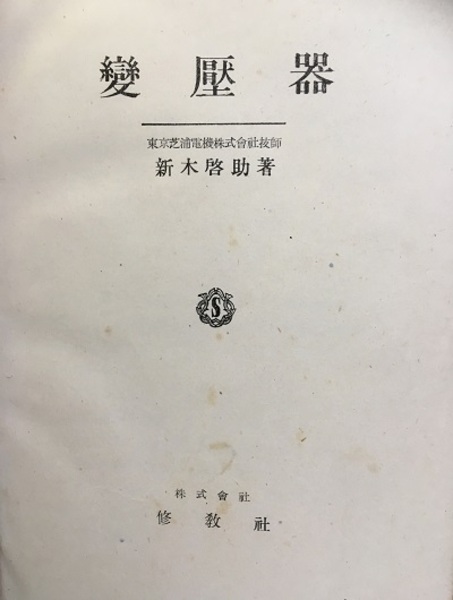 變壓器
東京芝浦電機株式會社技師
新木啓助著
S
株式會社
修敎社